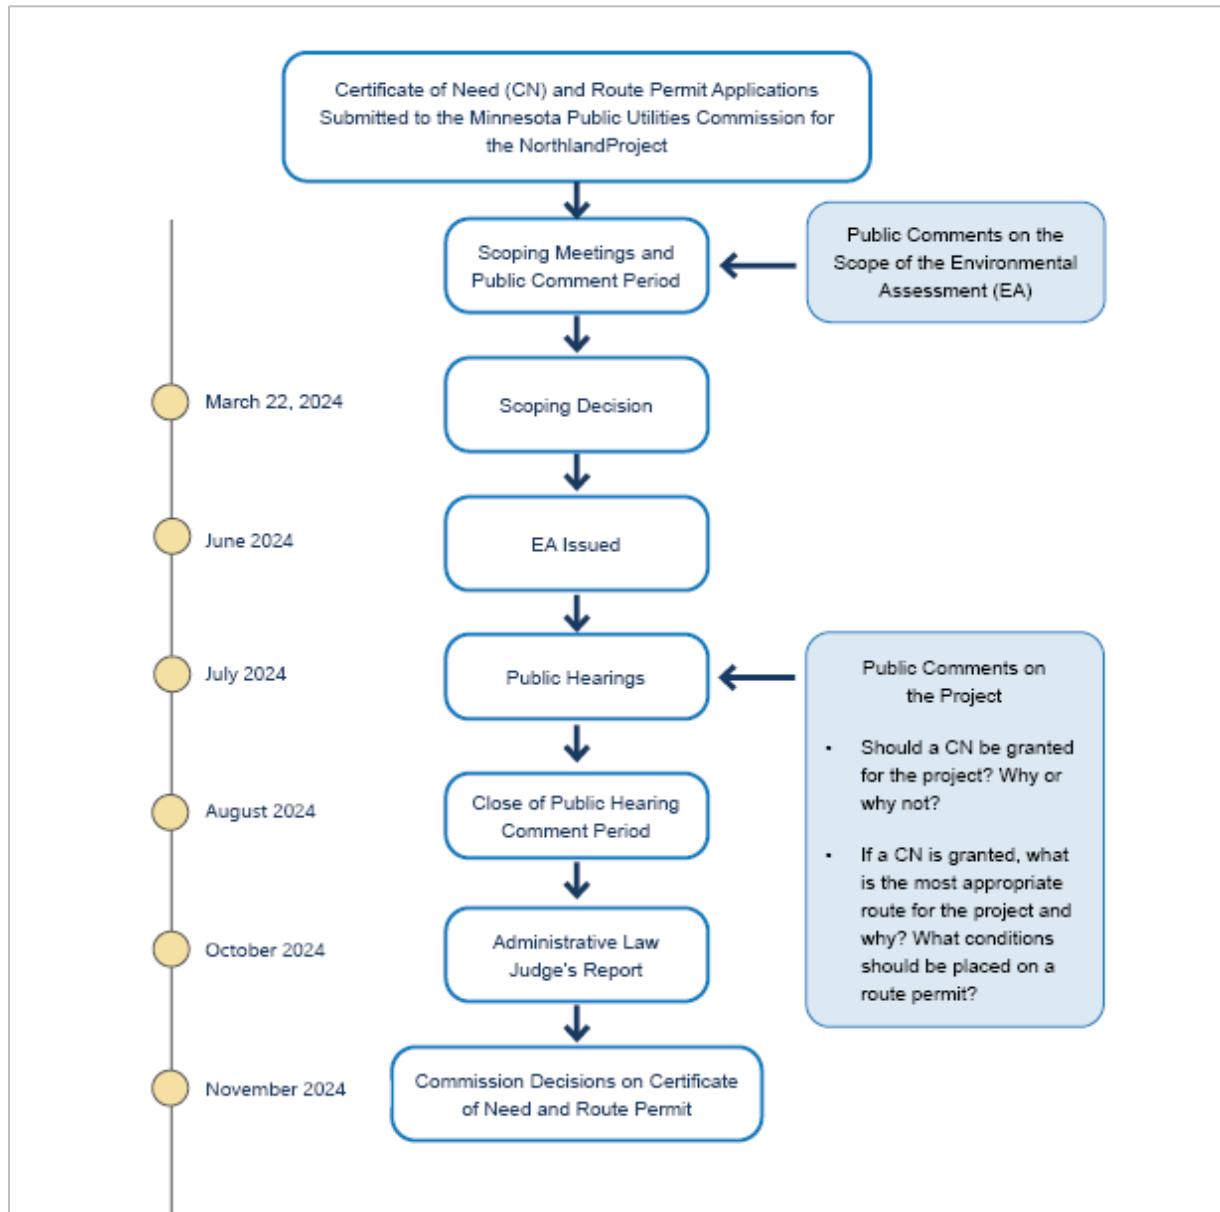 Certificate of Need (CN) and Route Permit Applications
Submitted to the Minnesota Public Utilities Commission for
the NorthlandProject
Scoping Meetings and
Public Comment Period
Public Comments on the
Scope of the Environmental
Assessment (EA)
March 22, 2024
Scoping Decision
June 2024
EA Issued
July 2024
Public Hearings
Public Comments on
the Project
• Should a CN be granted
for the project? Why or
why not?
• If a CN is granted, what
is the most appropriate
route for the project and
why? What conditions
should be placed on a
route permit?
August 2024
Close of Public Hearing
Comment Period
October 2024
Administrative Law
Judge's Report
November 2024
Commission Decisions on Certificate
of Need and Route Permit